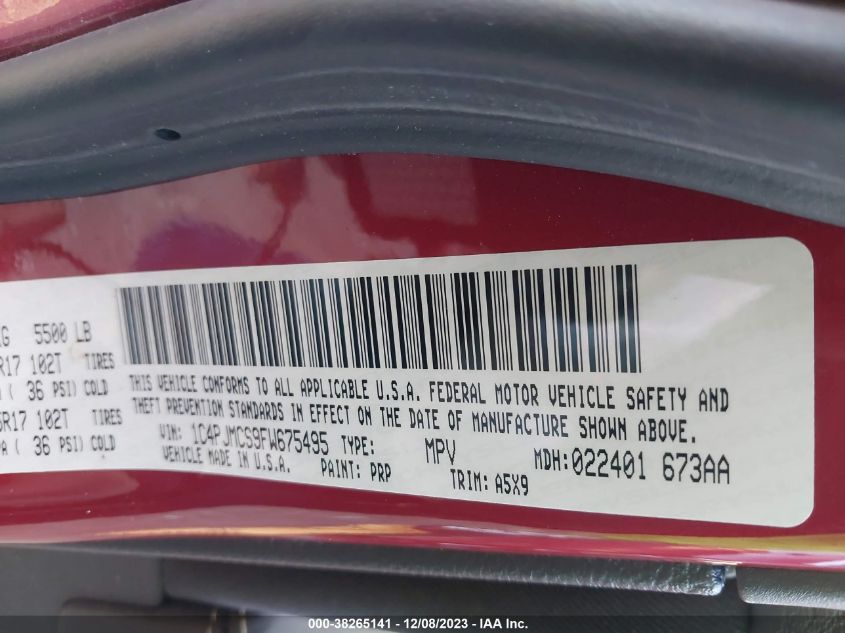 KG 5500 LB
R17 102T TIRES
( 36 PSI) COLD
5R17 102T TIRES
PA ( 36 PSI) COLD
THIS VEHICLE CONFORMS TO ALL APPLICABLE U.S.A. FEDERAL MOTOR VEHICLE SAFETY AND
THEFT PREVENTION STANDARDS IN EFFECT ON THE DATE OF MANUFACTURE SHOWN ABOVE.
VIN: 1C4PJMCS9FW675495 TYPE: MPV MDH:022401 673AA
VEHICLE MADE IN U.S.A. PAINT: PRP TRIM: A5X9
000-38265141 - 12/08/2023 - IAA Inc.